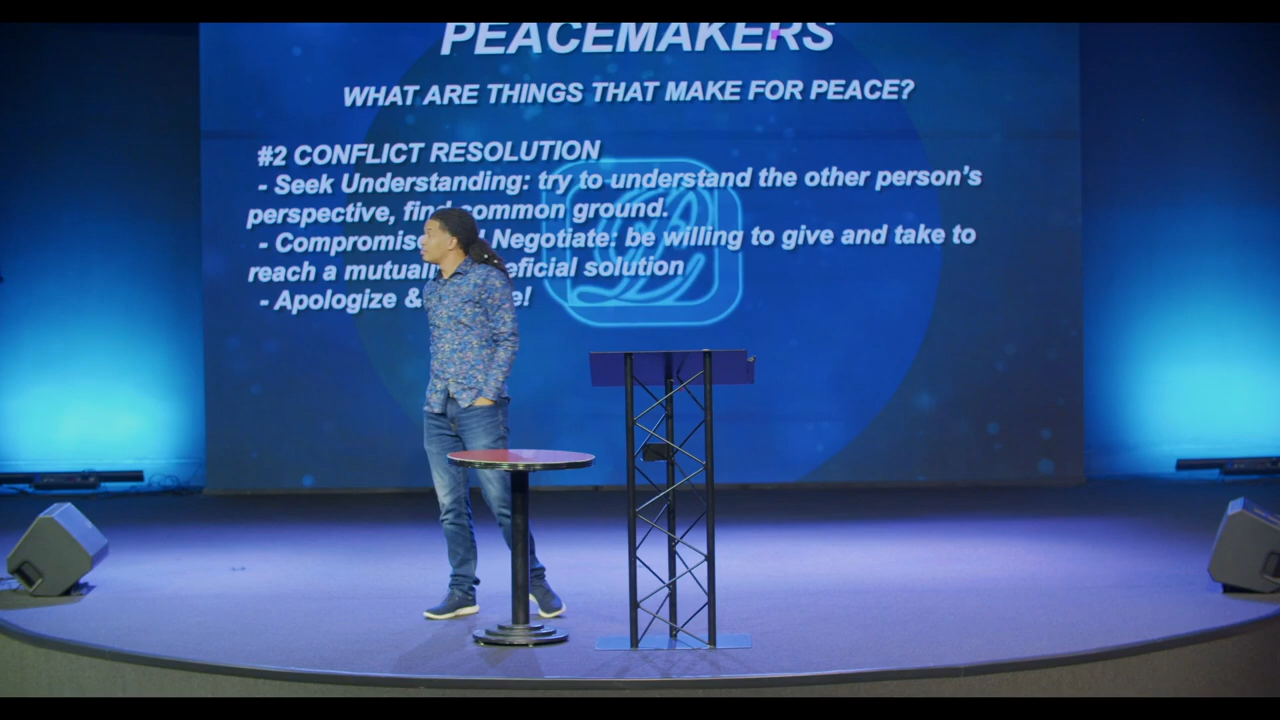 PEACEMAKERS
WHAT ARE THINGS THAT MAKE FOR PEACE?
#2 CONFLICT RESOLUTION
- Seek Understanding: try to understand the other person's
perspective, find common ground.
- Compromise Negotiate: be willing to give and take to
reach a solution
- Apologize &